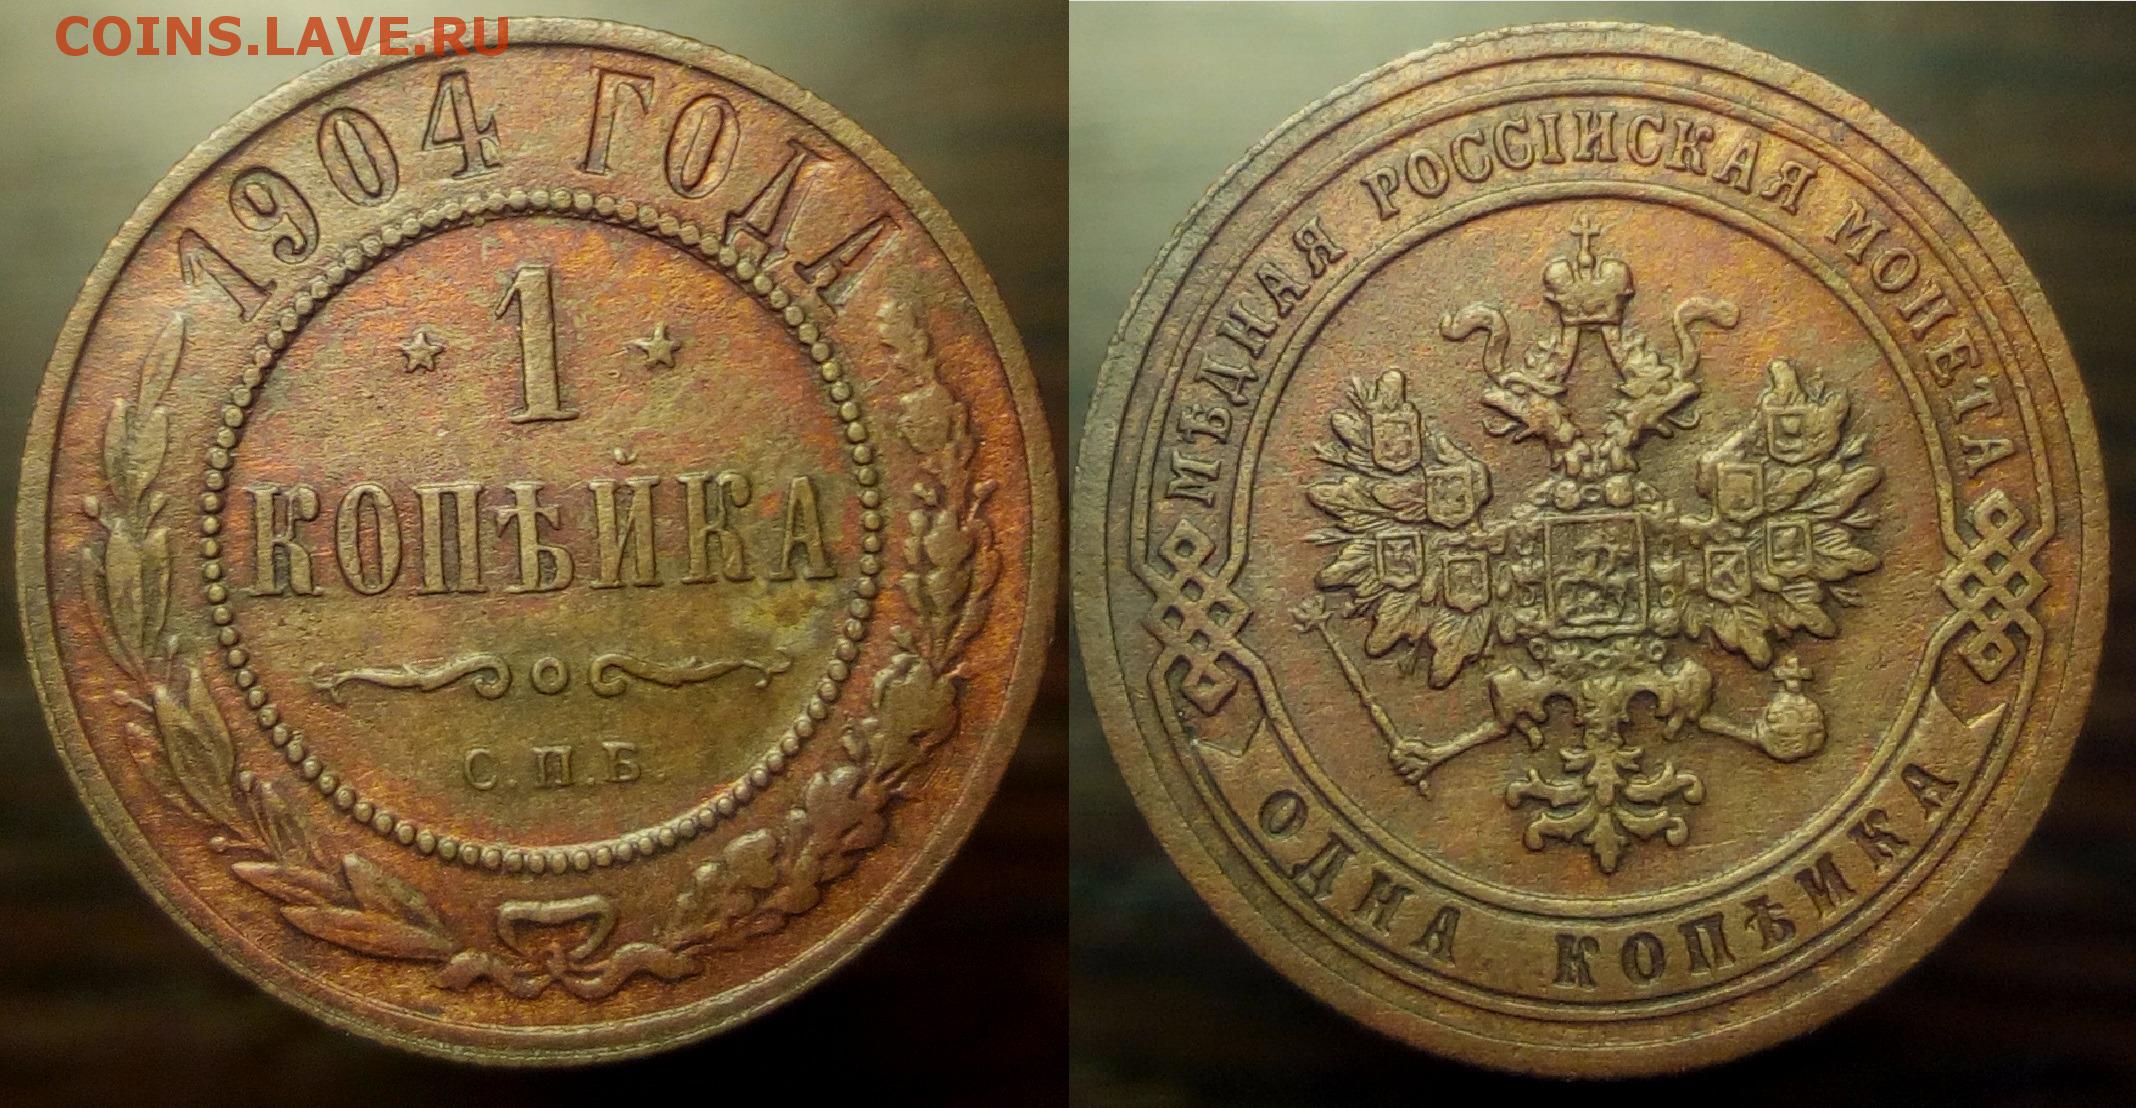 COINS.LAVE.RU
1904 ГОДА
1
КОПѢЙКА
С.П.Б.
МѢДНАЯ РОССІЙСКАЯ МОНЕТА
ОДНА КОПѢЙКА